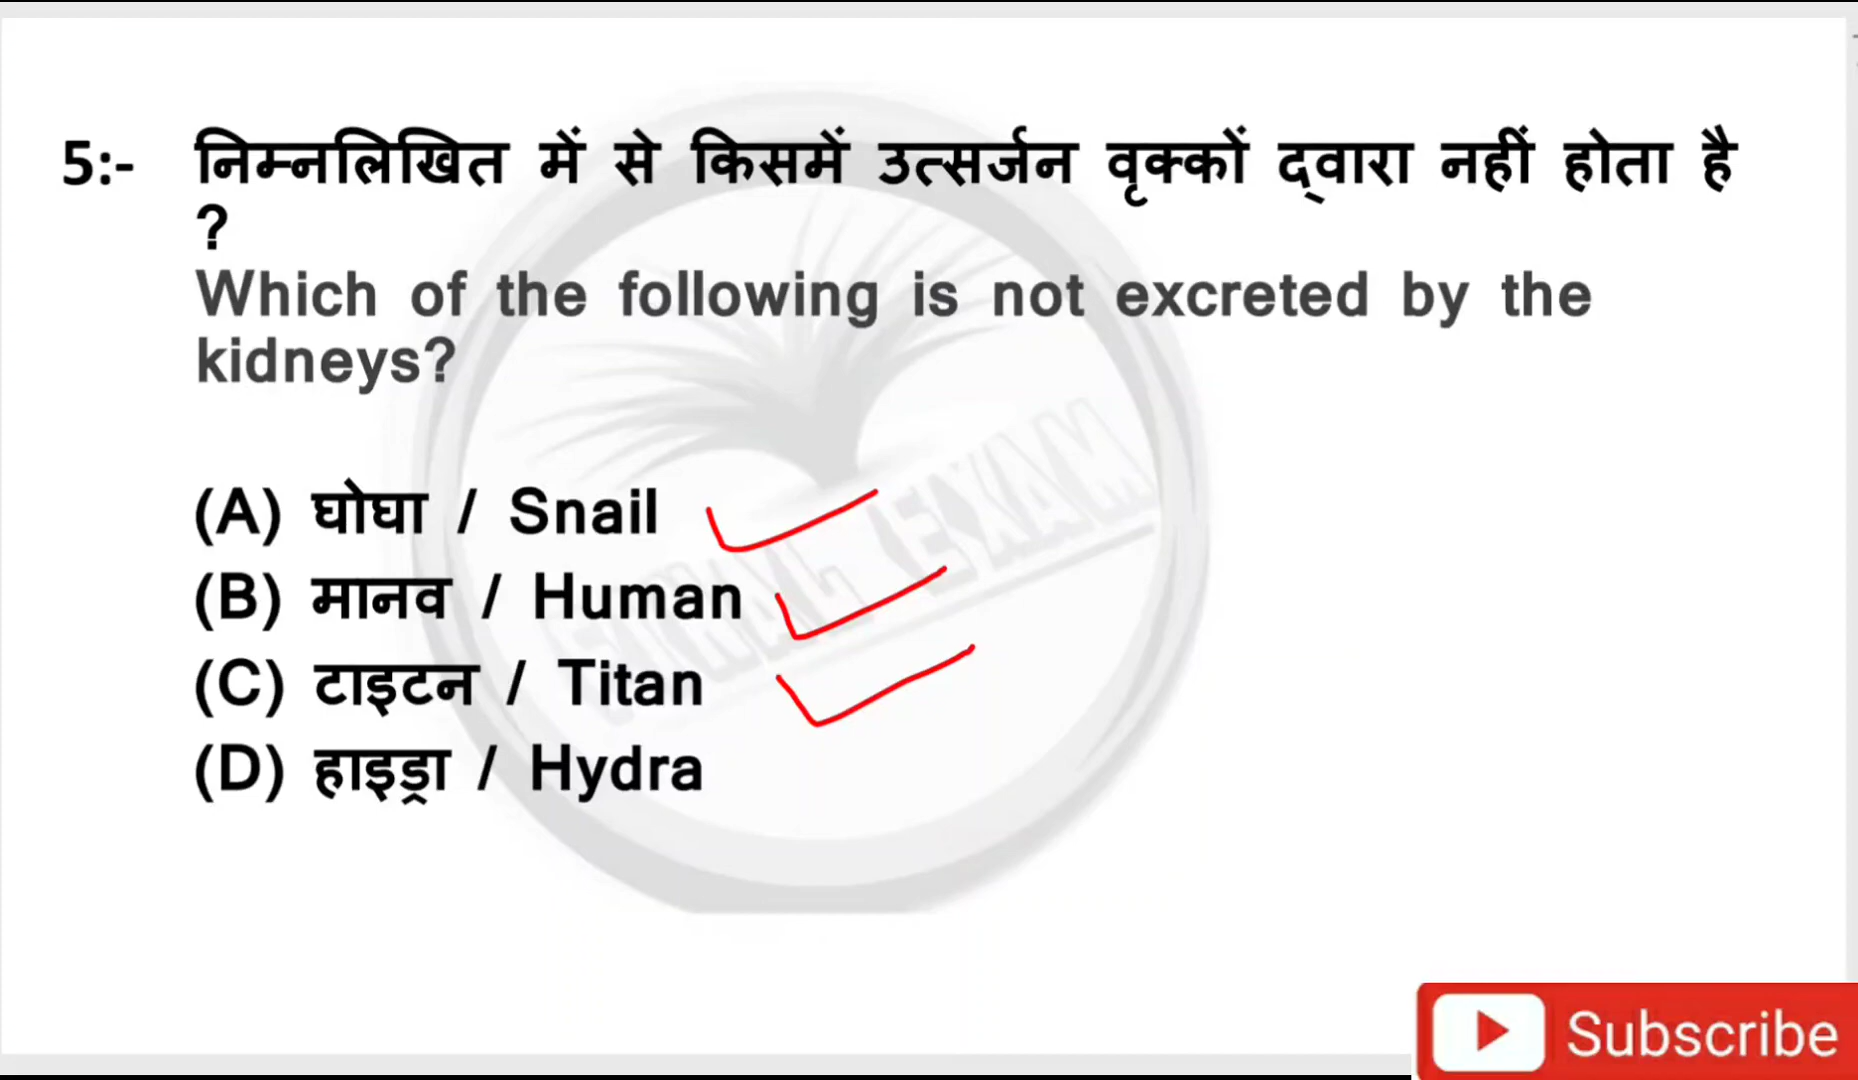 5:- निम्नलिखित में से किसमें उत्सर्जन वृक्कों द्वारा नहीं होता है
?
Which of the following is not excreted by the
kidneys?
(A) घोघा / Snail
(B) मानव / Human
(C) टाइटन / Titan
(D) हाइड्रा / Hydra
EXAM
Subscribe